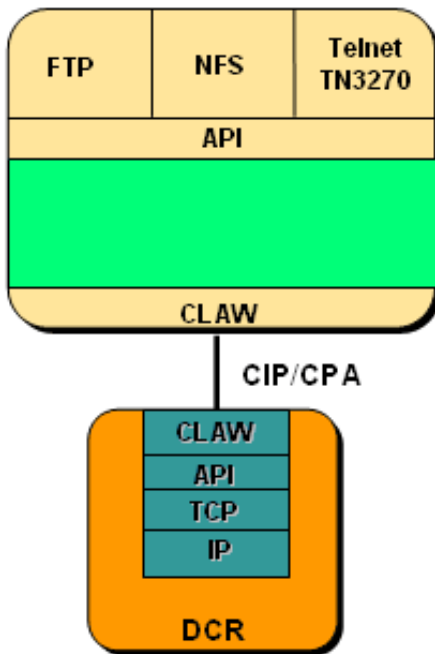 FTP
NFS
Telnet
TN3270
API
CLAW
CIP/CPA
CLAW
API
TCP
IP
DCR